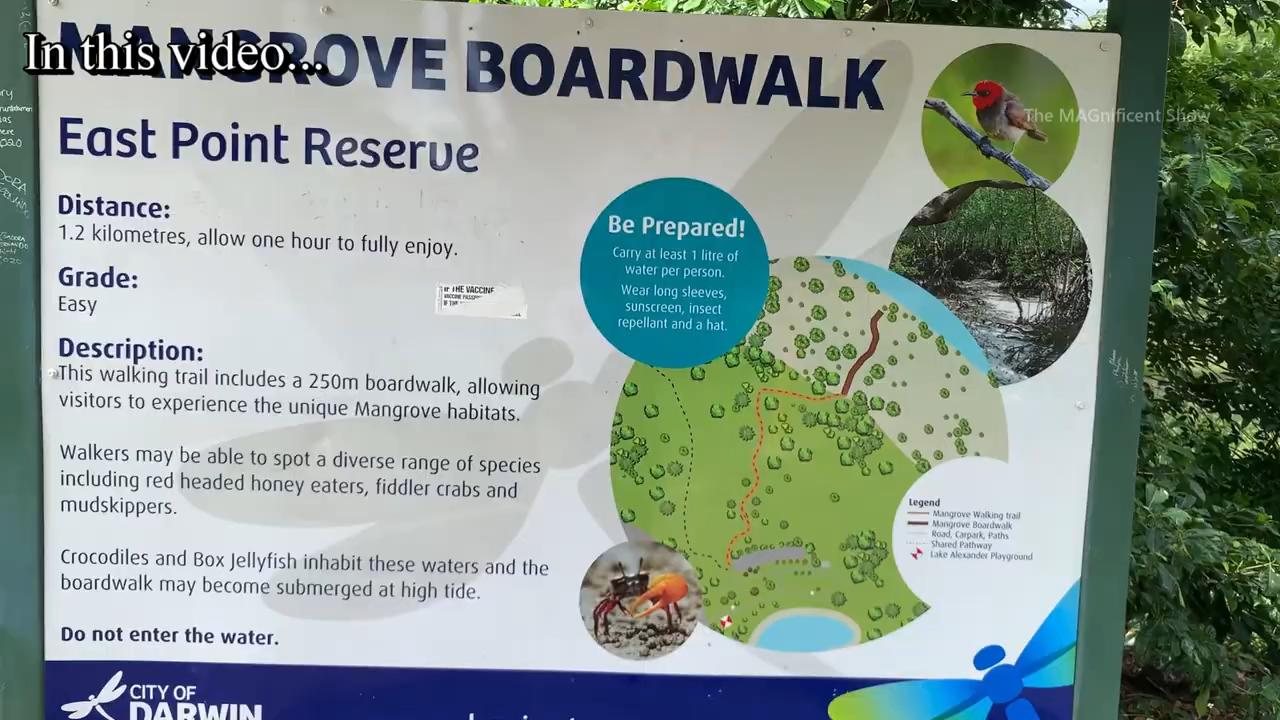 In this video...
MANGROVE BOARDWALK
The MAGnificent Show
East Point Reserve
Distance:
1.2 kilometres, allow one hour to fully enjoy.
Grade:
Easy
IF THE VACCINE
Description:
This walking trail includes a 250m boardwalk, allowing
visitors to experience the unique Mangrove habitats.
Walkers may be able to spot a diverse range of species
including red headed honey eaters, fiddler crabs and
mudskippers.
Crocodiles and Box Jellyfish inhabit these waters and the
boardwalk may become submerged at high tide.
Do not enter the water.
Be Prepared!
Carry at least 1 litre of
water per person.
Wear long sleeves,
sunscreen, insect
repellant and a hat.
Legend
Mangrove Walking trail
Mangrove Boardwalk
Road, Carpark, Paths
Shared Pathway
Lake Alexander Playground
CITY OF
DARWIN